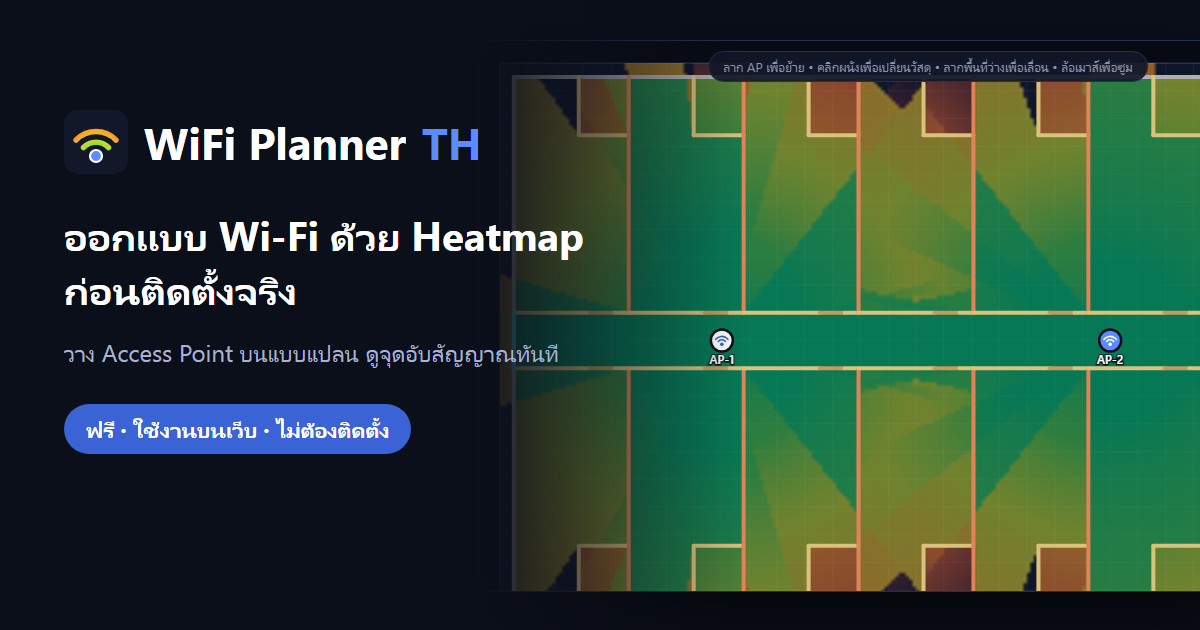 ลาก AP เพื่อย้าย • คลิกผนังเพื่อเปลี่ยนวัสดุ • ลากพื้นที่ว่างเพื่อเลื่อน • ล้อเมาส์เพื่อซูม
WiFi Planner TH
ออกแบบ Wi-Fi ด้วย Heatmap
ก่อนติดตั้งจริง
วาง Access Point บนแบบแปลน ดูจุดอับสัญญาณทันที
ฟรี · ใช้งานบนเว็บ · ไม่ต้องติดตั้ง
AP-1
AP-2